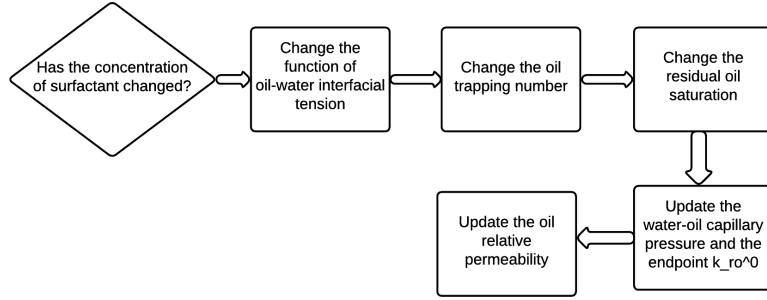 Has the concentration
of surfactant changed?
Change the
function of
oil-water interfacial
tension
Change the oil
trapping number
Change the
residual oil
saturation
Update the
water-oil capillary
pressure and the
endpoint k_ro^0
Update the oil
relative
permeability